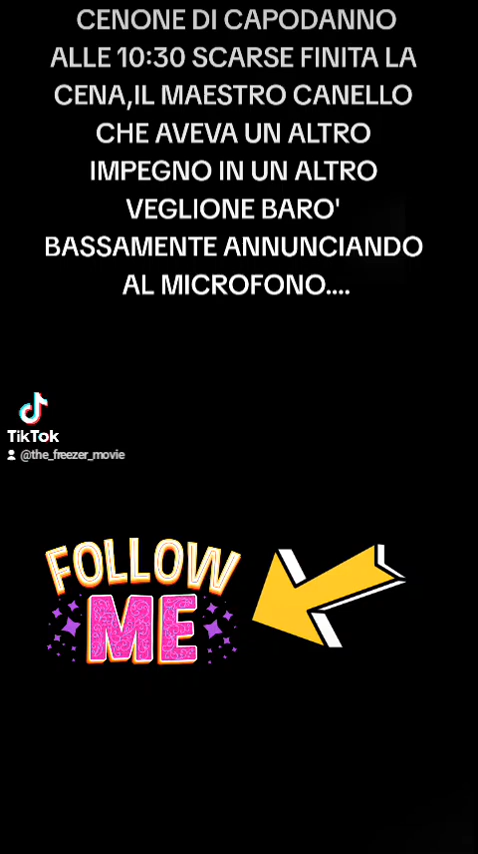 CENONE DI CAPODANNO
ALLE 10:30 SCARSE FINITA LA
CENA,IL MAESTRO CANELLO
CHE AVEVA UN ALTRO
IMPEGNO IN UN ALTRO
VEGLIONE BARO'
BASSAMENTE ANNUNCIANDO
AL MICROFONO....
TikTok
@the_freezer_movie
FOLLOW
ME